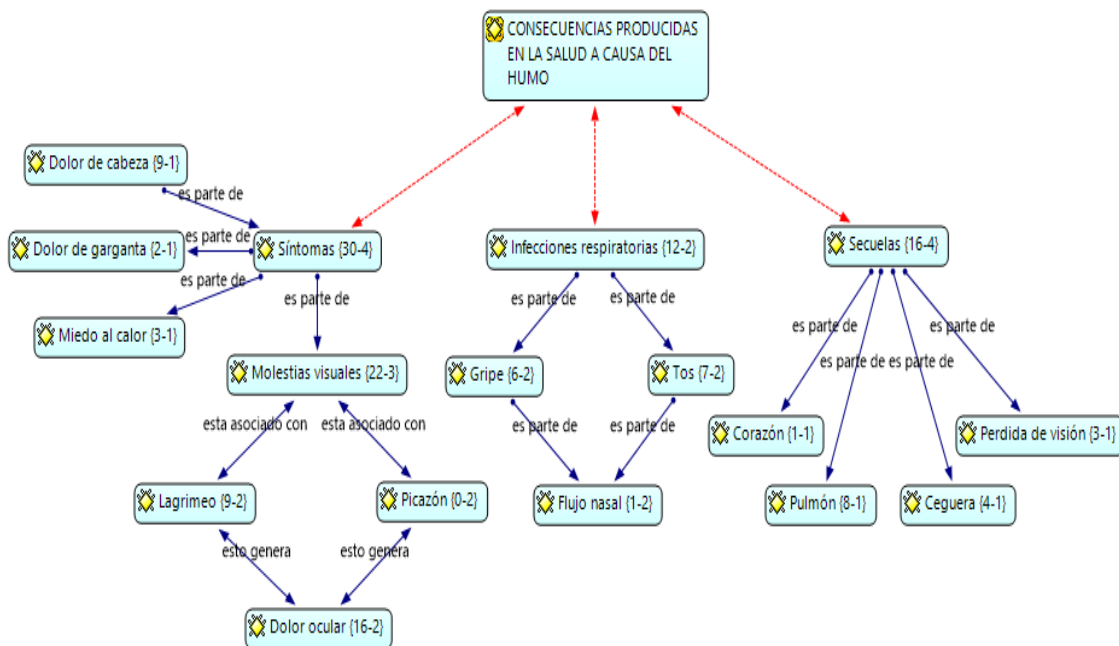 CONSECUENCIAS PRODUCIDAS
EN LA SALUD A CAUSA DEL
HUMO
Dolor de cabeza {9-1}
es parte de
Dolor de garganta {2-1}
es parte de
Síntomas {30-4}
Infecciones respiratorias {12-2}
Secuelas {16-4}
es parte de
es parte de
es parte de
es parte de
Miedo al calor {3-1}
es parte de
es parte de
es parte de
es parte de
Molestias visuales {22-3}
Gripe {6-2}
Tos {7-2}
esta asociado con
esta asociado con
es parte de
es parte de
Corazón {1-1}
Perdida de visión {3-1}
Lagrimeo {9-2}
Picazón {0-2}
Flujo nasal {1-2}
Pulmón {8-1}
Ceguera {4-1}
esto genera
esto genera
Dolor ocular {16-2}